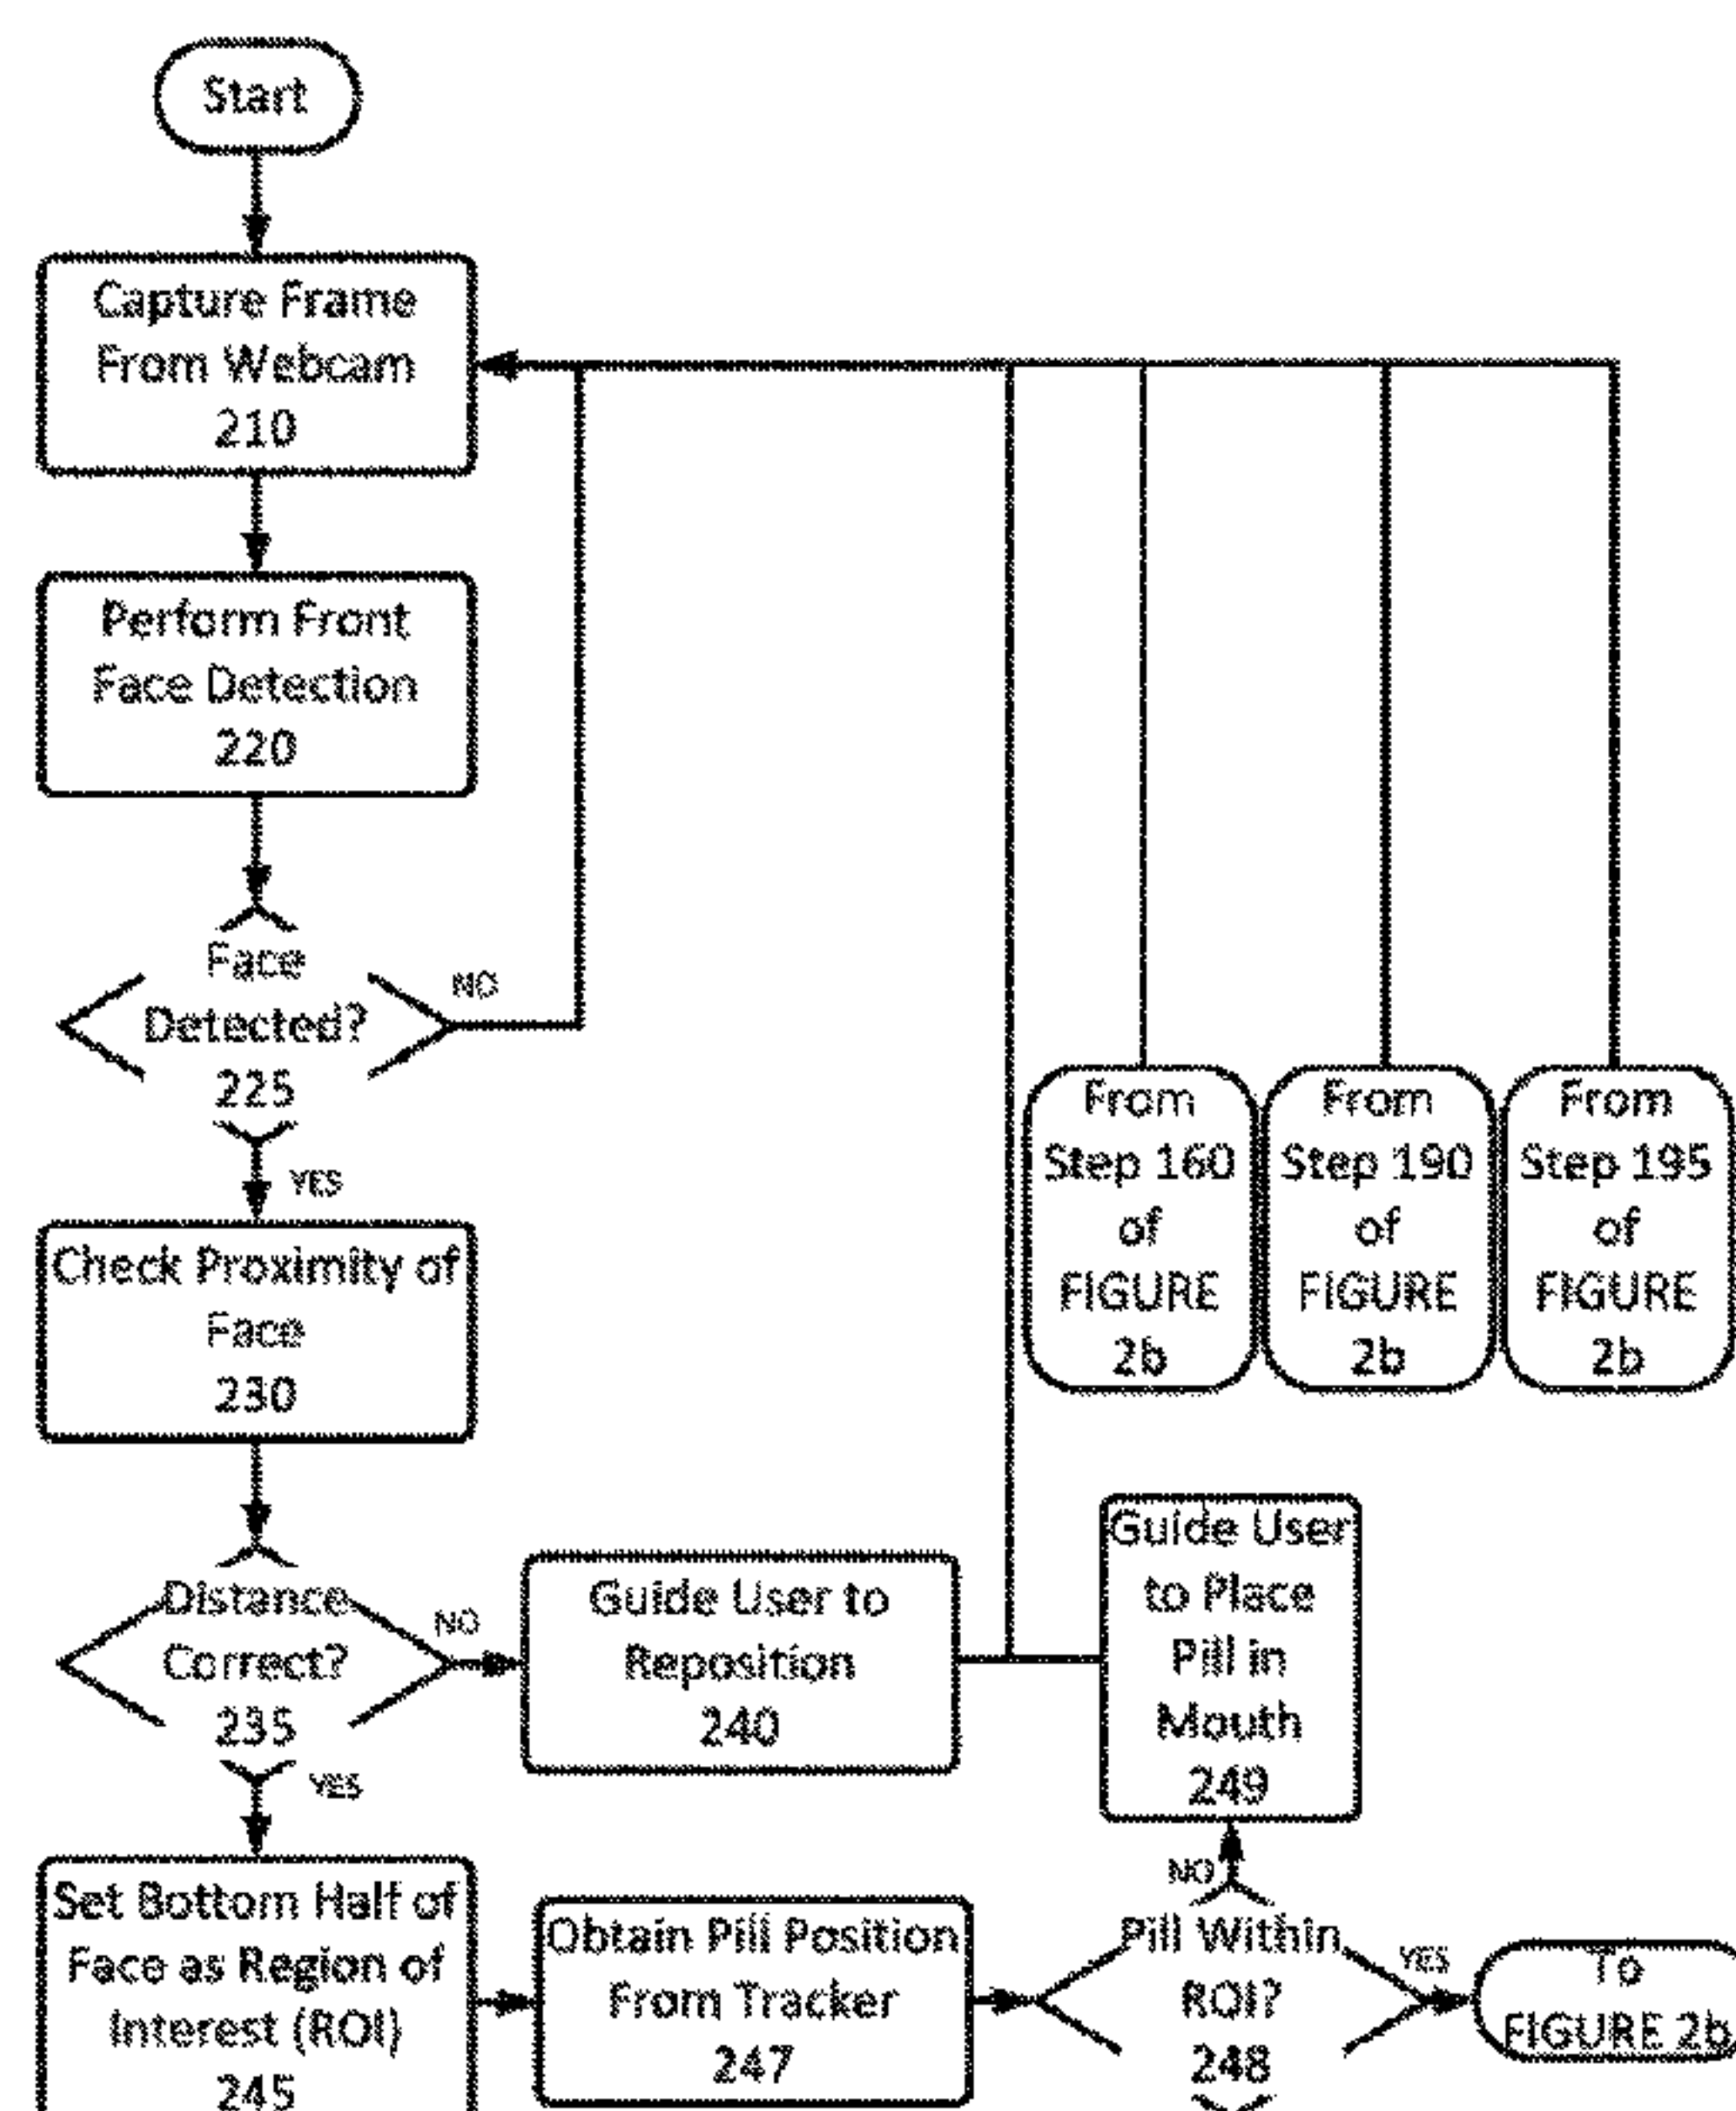 Start
Capture Frame
From Webcam
210
Perform Front
Face Detection
220
Face
Detected?
225
NO
YES
From
Step 160
of
FIGURE
2b
From
Step 190
of
FIGURE
2b
From
Step 195
of
FIGURE
2b
Check Proximity of
Face
230
Distance
Correct?
235
NO
YES
Guide User to
Reposition
240
Guide User
to Place
Pill in
Mouth
249
NO
Set Bottom Half of
Face as Region of
Interest (ROI)
245
Obtain Pill Position
From Tracker
247
Pill Within
ROI?
248
YES
To
FIGURE 2b